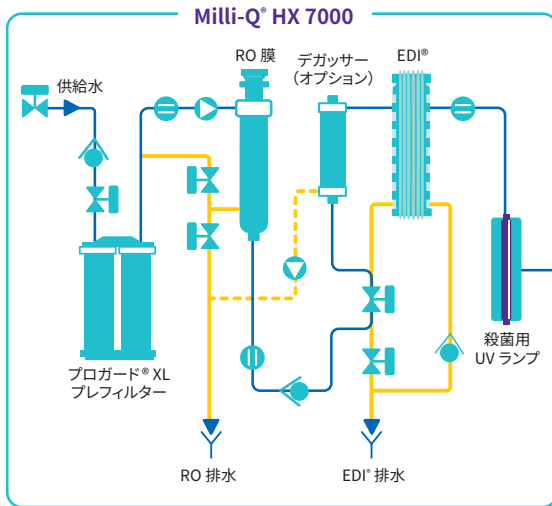 Milli-Q® HX 7000
供給水
RO 膜
デガッサー
（オプション）
EDI®
プロガード® XL
プレフィルター
殺菌用
UV ランプ
RO 排水
EDI® 排水